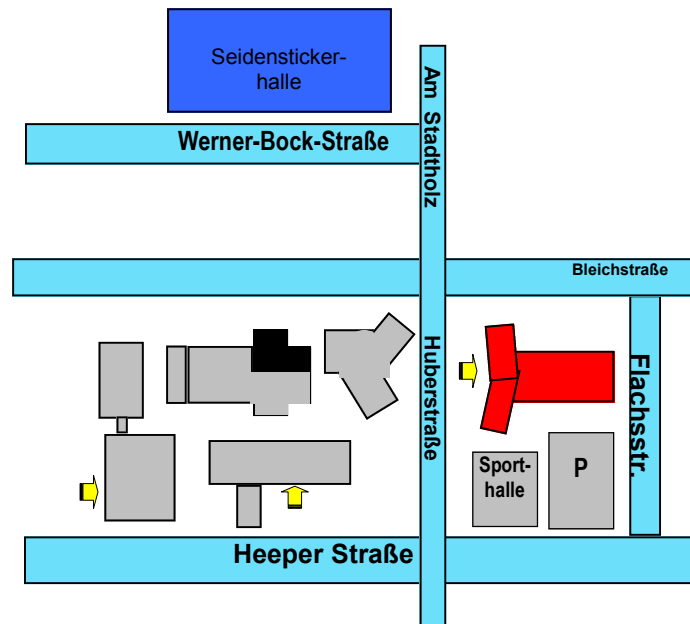 Seidensticker-
halle
Am Stadtholz
Werner-Bock-Straße
Bleichstraße
Huberstraße
Flachsstr.
Sport-
halle
P
Heeper Straße